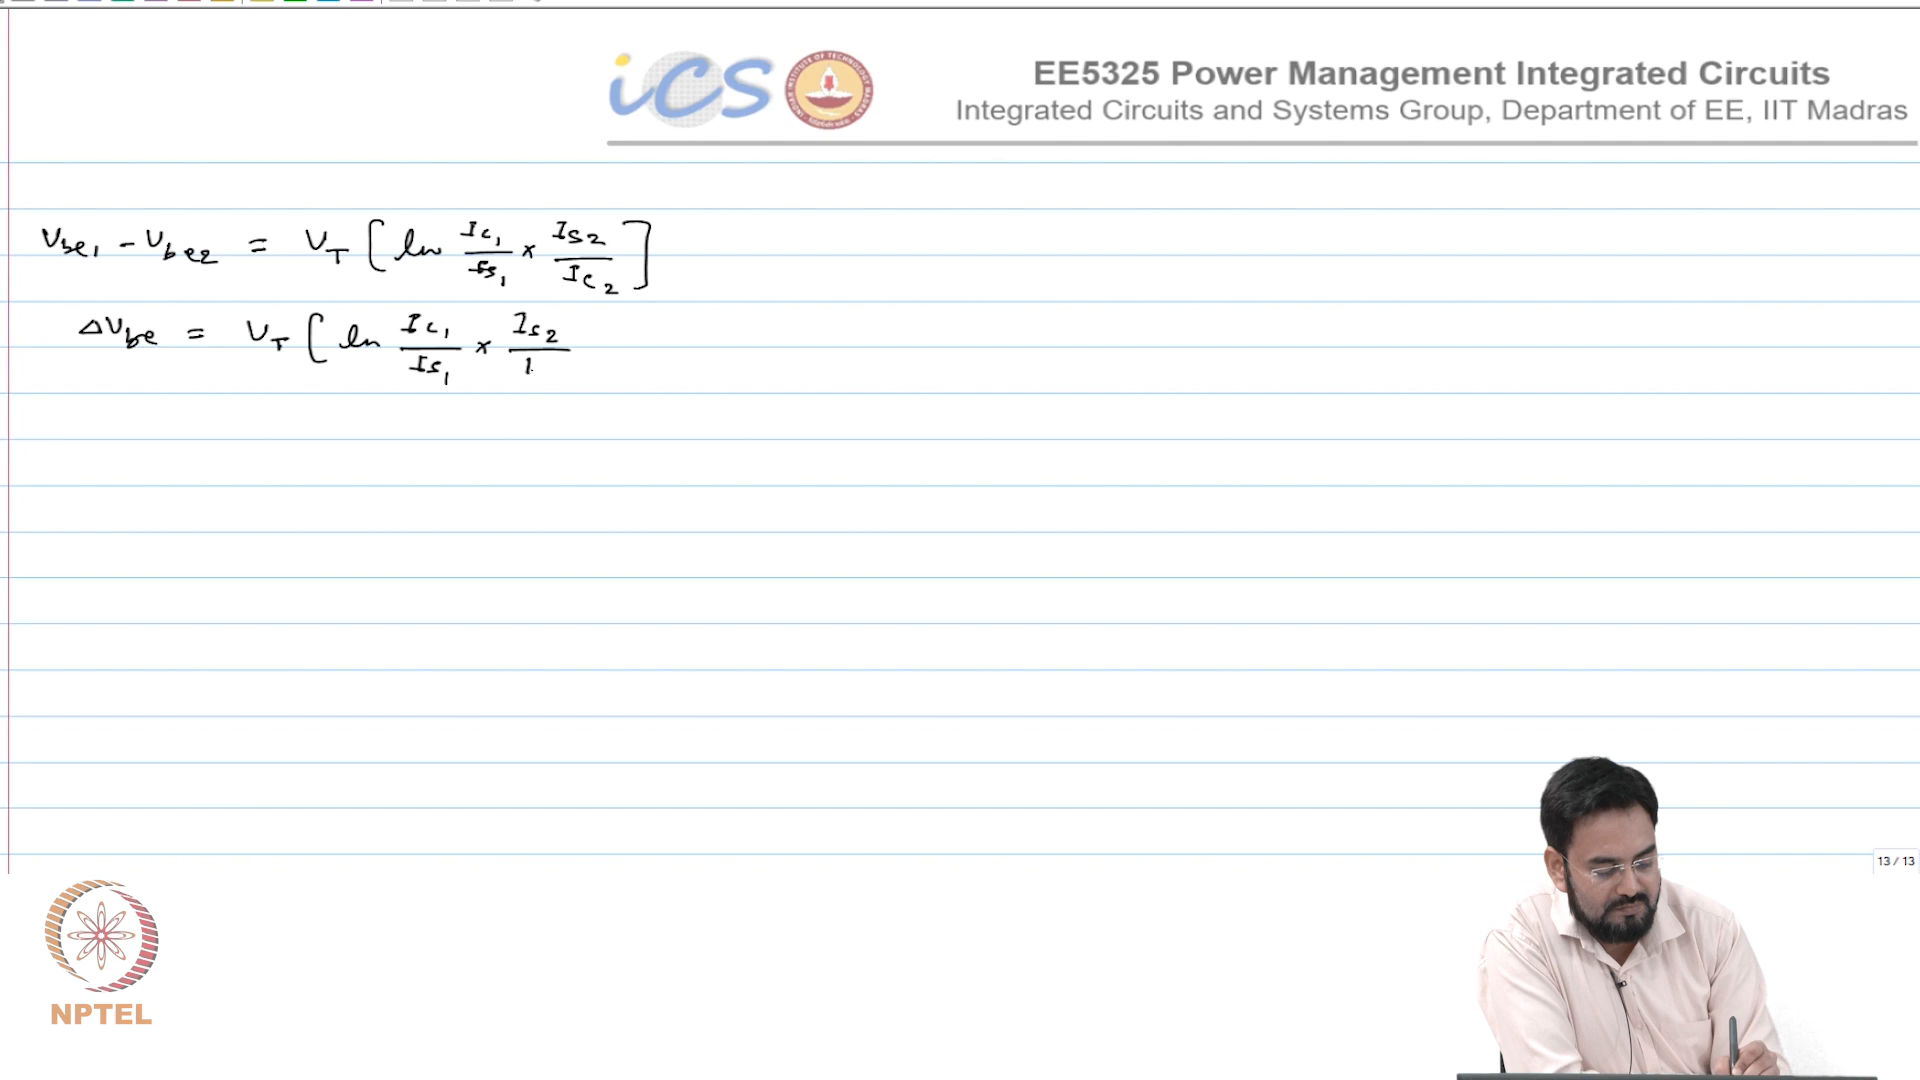 iCS
EE5325 Power Management Integrated Circuits
Integrated Circuits and Systems Group, Department of EE, IIT Madras
Vbe1 - Vbe2 = VT [ ln Ic1/Is1 × Is2/Ic2 ]
ΔVbe = VT [ ln Ic1/Is1 × Is2/I
13 / 13
NPTEL